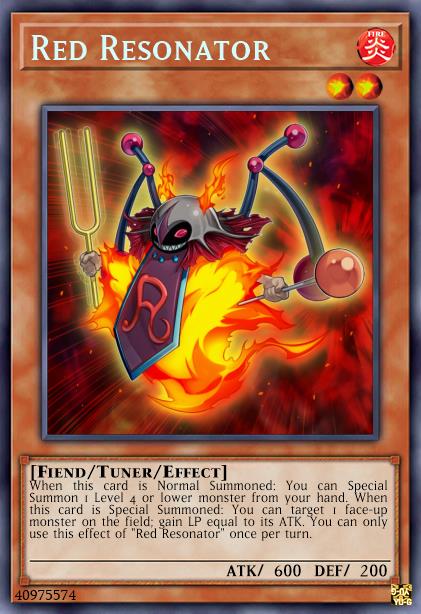 Red Resonator
FIRE
炎
[Fiend/Tuner/Effect]
When this card is Normal Summoned: You can Special
Summon 1 Level 4 or lower monster from your hand. When
this card is Special Summoned: You can target 1 face-up
monster on the field; gain LP equal to its ATK. You can only
use this effect of "Red Resonator" once per turn.
ATK/ 600 DEF/ 200
40975574